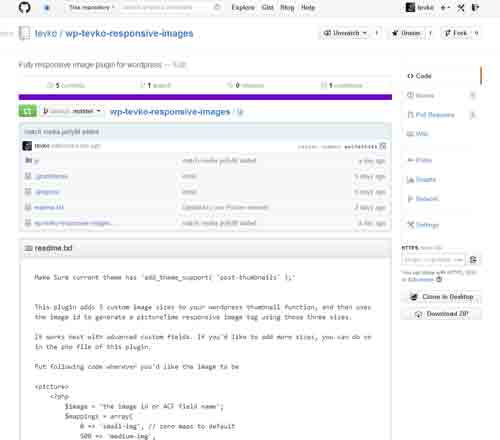 This repository
Explore Gist Blog Help
tevko
tevko / wp-tevko-responsive-images
Unwatch 1
Unstar 1
Fork 0
Fully responsive image plugin for wordpress — Edit
5 commits
1 branch
0 releases
1 contributor
branch: master
wp-tevko-responsive-images /
match media polyfill added
tevko authored a day ago
latest commit
js
match media polyfill added
a day ago
.gitattributes
initial
5 days ago
.gitignore
initial
5 days ago
readme.txt
2 days ago
wp-tevko-responsive-images...
match media polyfill added
a day ago
readme.txt
Make Sure current theme has 'add_theme_support( 'post-thumbnails' );'
This plugin adds 3 custom image sizes to your wordpress thumbnail function, and then uses
the image id to generate a picturefill responsive image tag using those three sizes.
It works best with advanced custom fields. If you'd like to add more sizes, you can do so
in the php file of this plugin.
Put following code wherever you'd like the image to be
<picture>
<?php
$image = 'the image id or ACF field name';
$mappings = array(
0 => 'small-img', // zero maps to default
500 => 'medium-img',
Code
Issues 0
Pull Requests 0
Wiki
Pulse
Graphs
Network
Settings
HTTPS clone URL
You can clone with HTTPS, SSH,
or Subversion.
Clone in Desktop
Download ZIP